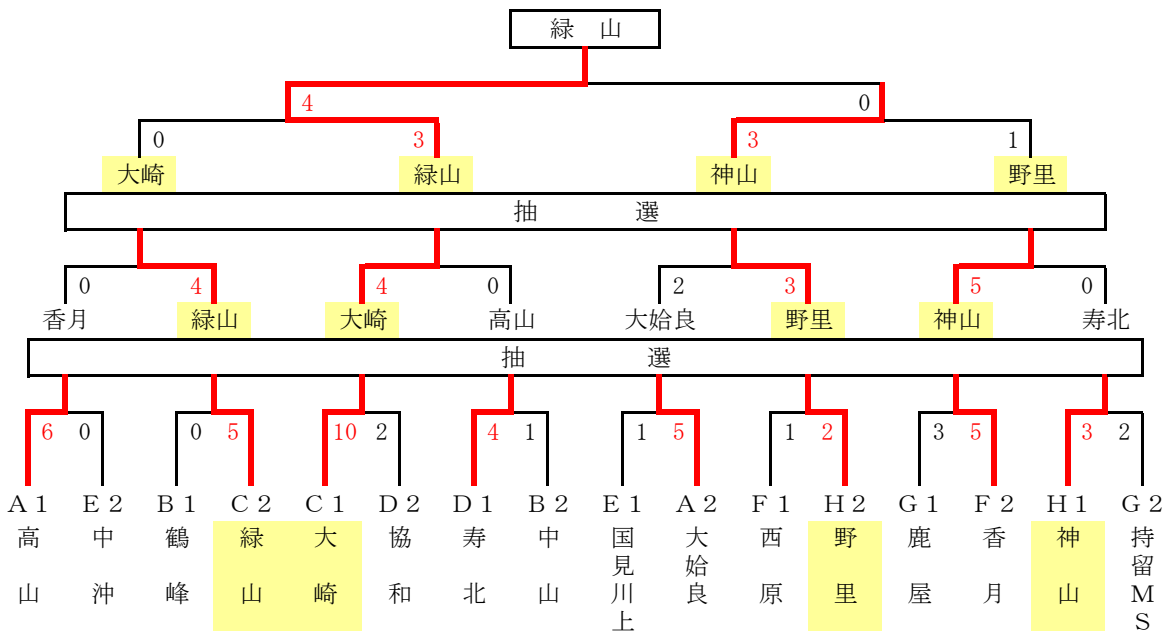 緑 山
4 0
0 3 3 1
大崎 緑山 神山 野里
抽 選
0 4 4 0 2 3 5 0
香月 緑山 大崎 高山 大姶良 野里 神山 寿北
抽 選
6 0 0 5 10 2 4 1 1 5 1 2 3 5 3 2
A1 E2 B1 C2 C1 D2 D1 B2 E1 A2 F1 H2 G1 F2 H1 G2
高山 中沖 鶴峰 緑山 大崎 協和 寿北 中山 国見川上 大姶良 西原 野里 鹿屋 香月 神山 持留MS